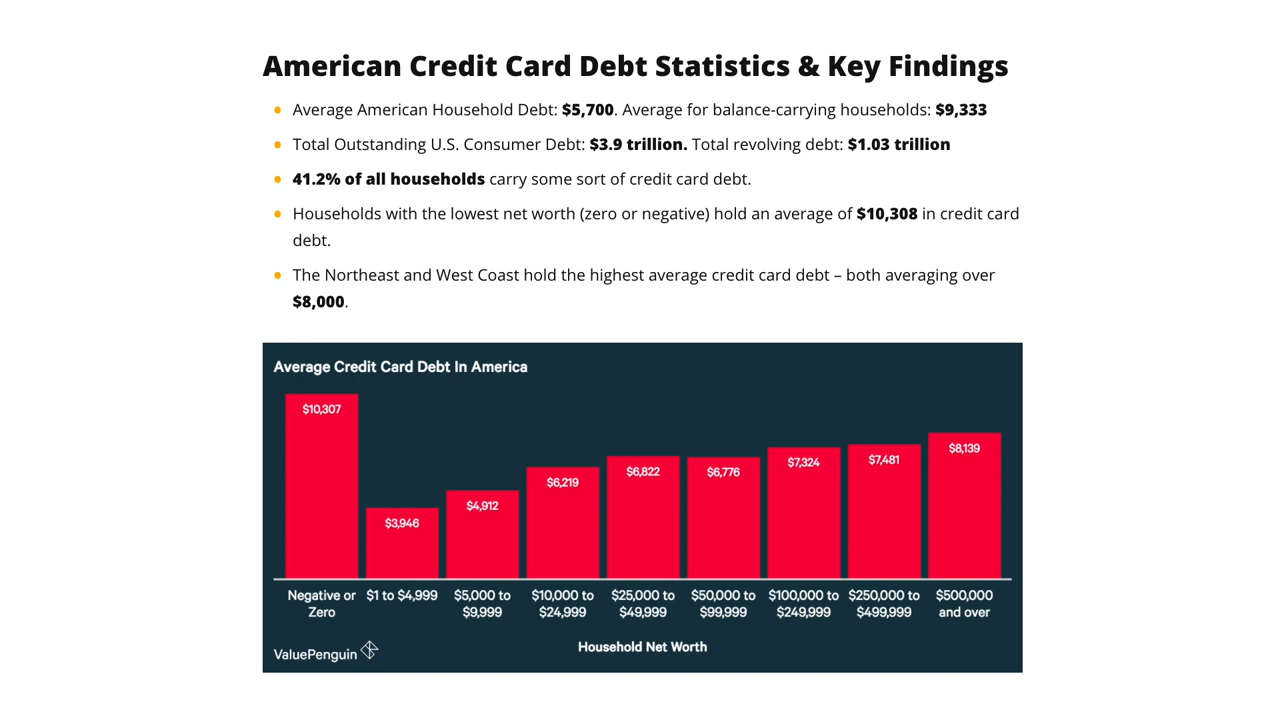 American Credit Card Debt Statistics & Key Findings
Average American Household Debt: $5,700. Average for balance-carrying households: $9,333
Total Outstanding U.S. Consumer Debt: $3.9 trillion. Total revolving debt: $1.03 trillion
41.2% of all households carry some sort of credit card debt.
Households with the lowest net worth (zero or negative) hold an average of $10,308 in credit card
debt.
The Northeast and West Coast hold the highest average credit card debt – both averaging over
$8,000.
Average Credit Card Debt In America
$10,307
$3,946
$4,912
$6,219
$6,822
$6,776
$7,324
$7,481
$8,139
Negative or
Zero
$1 to $4,999
$5,000 to
$9,999
$10,000 to
$24,999
$25,000 to
$49,999
$50,000 to
$99,999
$100,000 to
$249,999
$250,000 to
$499,999
$500,000
and over
Household Net Worth
ValuePenguin